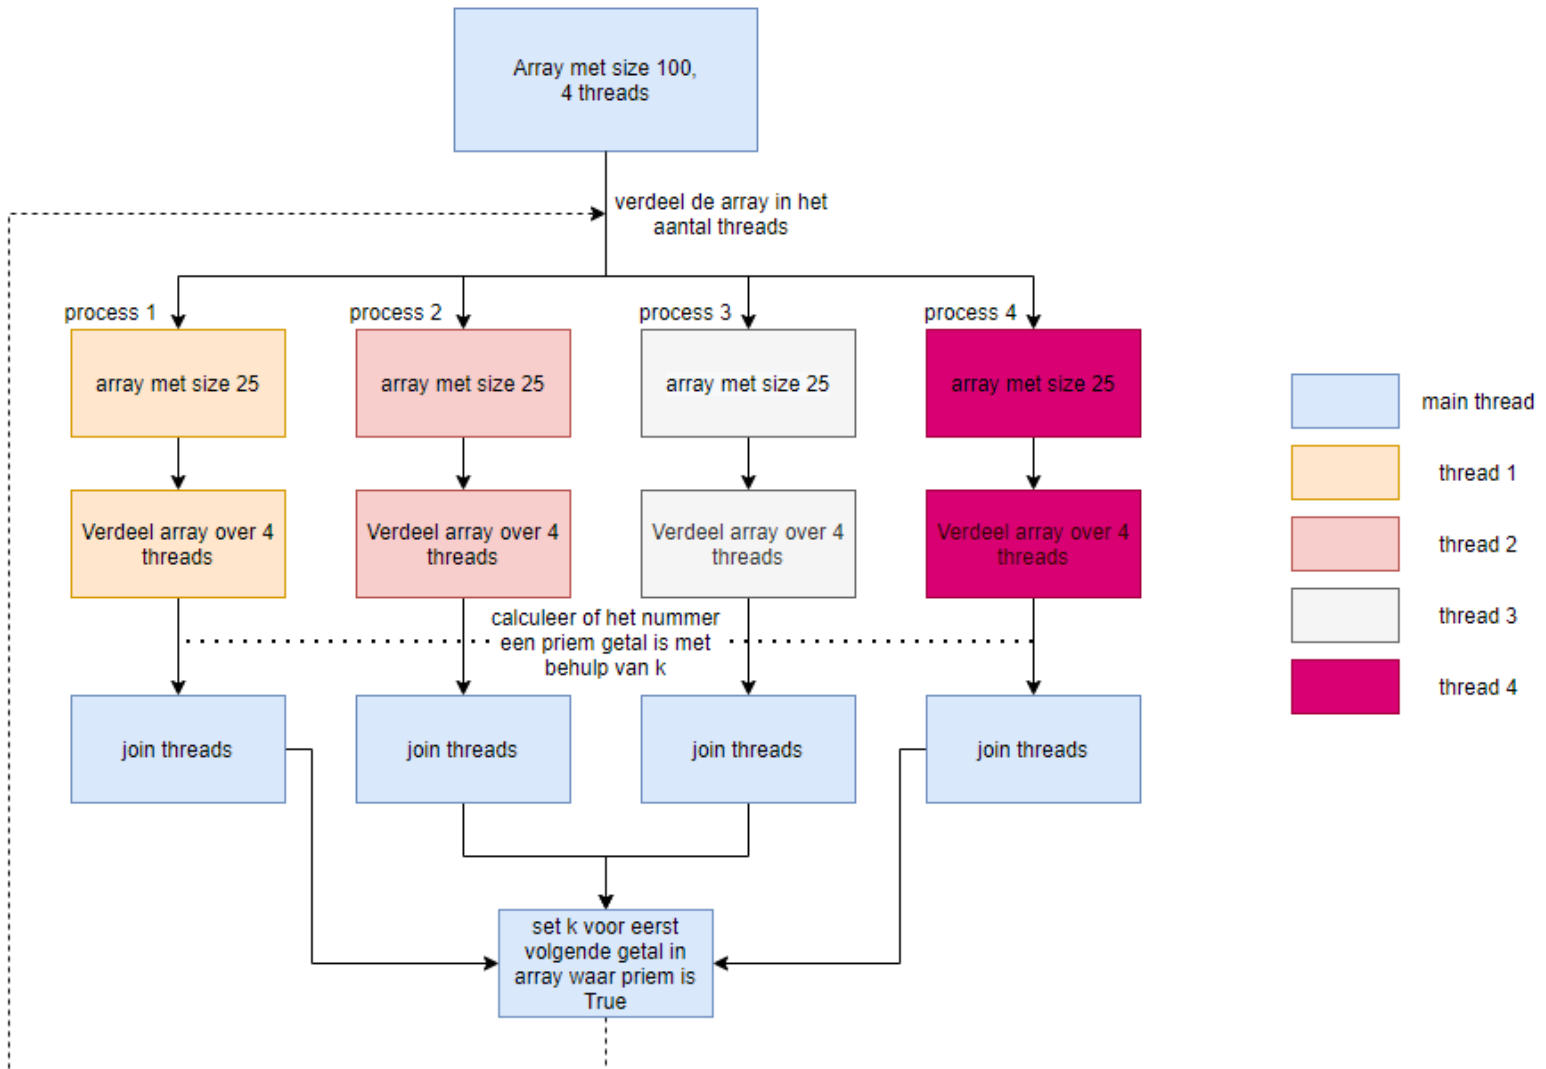 Array met size 100,
4 threads
verdeel de array in het
aantal threads
process 1
process 2
process 3
process 4
array met size 25
array met size 25
array met size 25
array met size 25
Verdeel array over 4
threads
Verdeel array over 4
threads
Verdeel array over 4
threads
Verdeel array over 4
threads
calculeer of het nummer
een priem getal is met
behulp van k
join threads
join threads
join threads
join threads
set k voor eerst
volgende getal in
array waar priem is
True
main thread
thread 1
thread 2
thread 3
thread 4